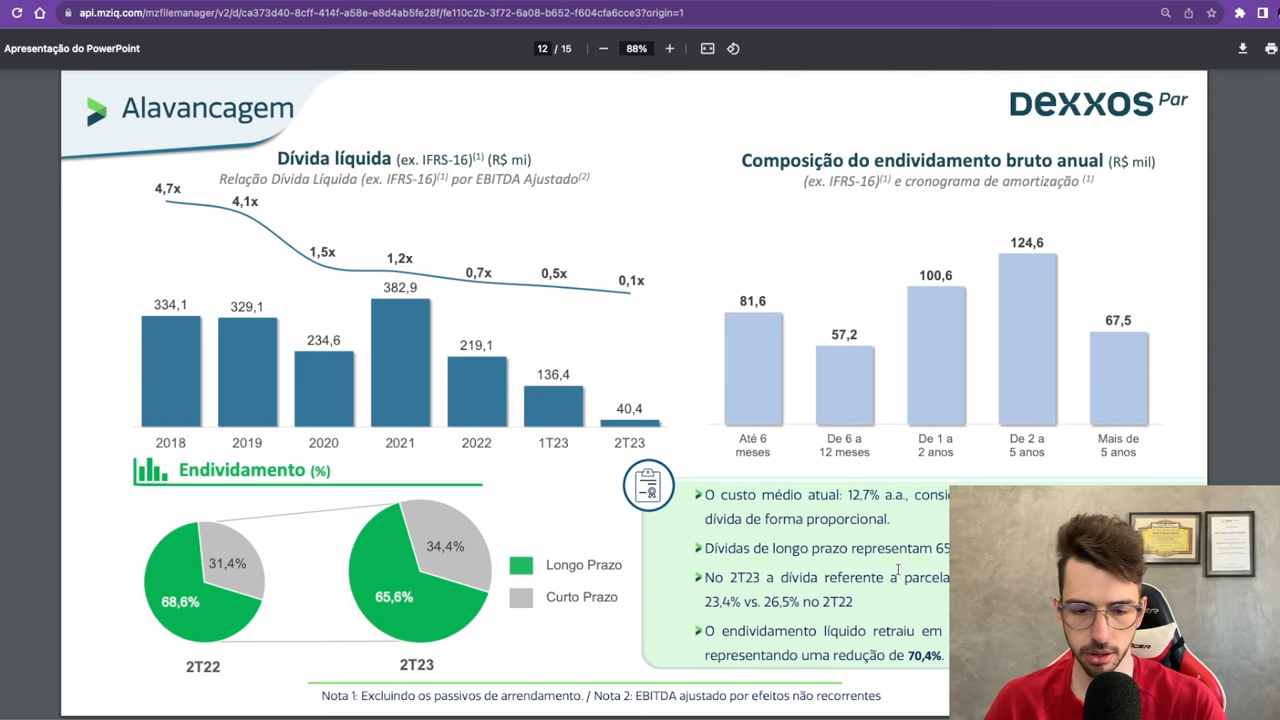 api.mziq.com/mzfilemanager/v2/d/ca373d40-8cff-414f-a58e-e8d4ab5fe28f/fe110c2b-3f72-6a08-b652-f604cfa6cce3?origin=1
Apresentação do PowerPoint
12 / 15
88%
Alavancagem
DEXXOS Par
Dívida líquida (ex. IFRS-16)(1) (R$ mi)
Relação Dívida Líquida (ex. IFRS-16)(1) por EBITDA Ajustado(2)
4,7x
4,1x
1,5x
1,2x
0,7x
0,5x
0,1x
334,1
329,1
234,6
382,9
219,1
136,4
40,4
2018
2019
2020
2021
2022
1T23
2T23
Composição do endividamento bruto anual (R$ mil)
(ex. IFRS-16)(1) e cronograma de amortização (1)
81,6
57,2
100,6
124,6
67,5
Até 6
meses
De 6 a
12 meses
De 1 a
2 anos
De 2 a
5 anos
Mais de
5 anos
Endividamento (%)
31,4%
68,6%
2T22
34,4%
65,6%
2T23
Longo Prazo
Curto Prazo
O custo médio atual: 12,7% a.a., consi
dívida de forma proporcional.
Dívidas de longo prazo representam 65
No 2T23 a dívida referente a parcela
23,4% vs. 26,5% no 2T22
O endividamento líquido retraiu em
representando uma redução de 70,4%.
Nota 1: Excluindo os passivos de arrendamento. / Nota 2: EBITDA ajustado por efeitos não recorrentes